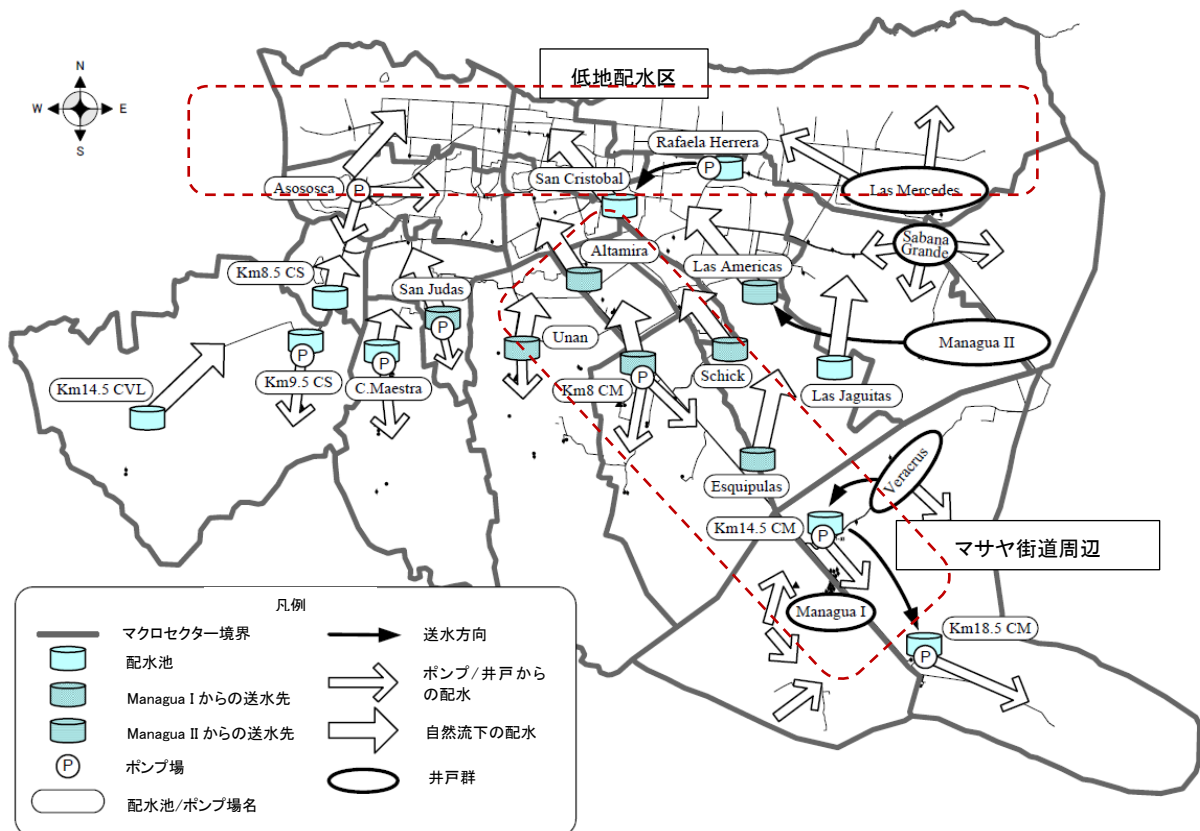 低地配水区
N
W
E
S
Rafaela Herrera
P
San Cristobal
Asososca
P
Las Mercedes
Sabana
Grande
Altamira
Km8.5 CS
Las Americas
San Judas
P
Unan
Managua II
P
Km9.5 CS
P
C.Maestra
Km14.5 CVL
Km8 CM
P
Schick
Las Jaguitas
Esquipulas
Veracrus
Km14.5 CM
P
マサヤ街道周辺
Managua I
Km18.5 CM
P
凡例
マクロセクター境界
配水池
Managua I からの送水先
Managua II からの送水先
P
ポンプ場
配水池/ポンプ場名
送水方向
ポンプ/井戸から
の配水
自然流下の配水
井戸群